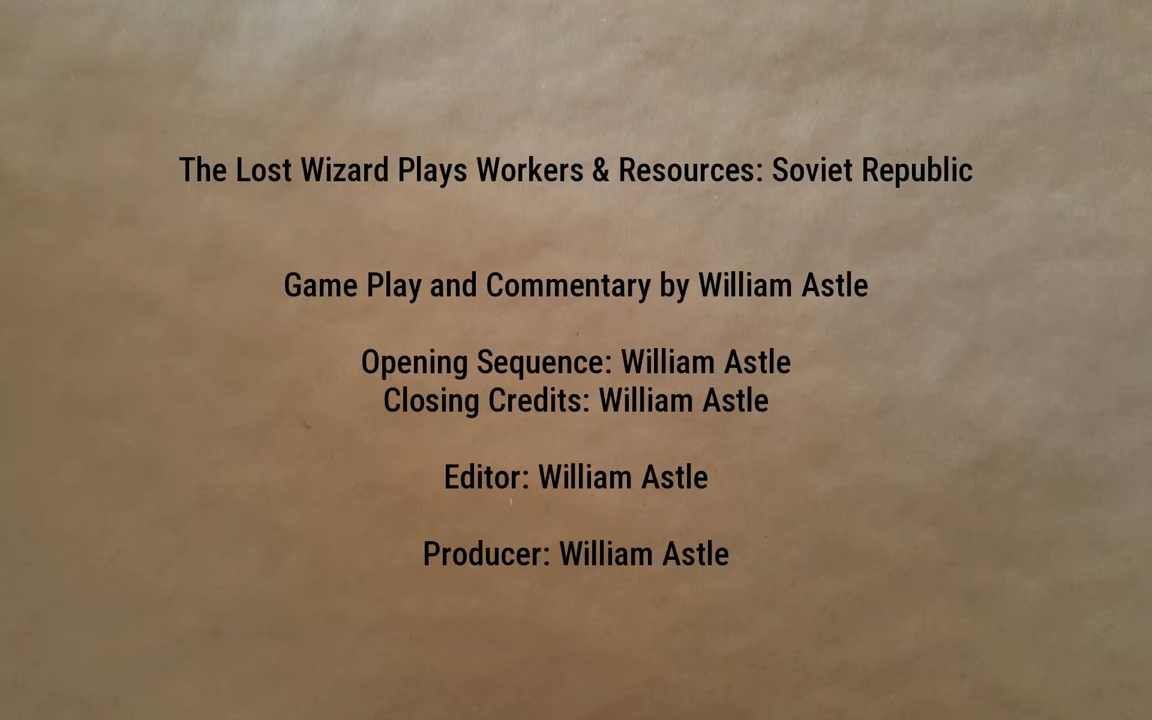 The Lost Wizard Plays Workers & Resources: Soviet Republic
Game Play and Commentary by William Astle
Opening Sequence: William Astle
Closing Credits: William Astle
Editor: William Astle
Producer: William Astle